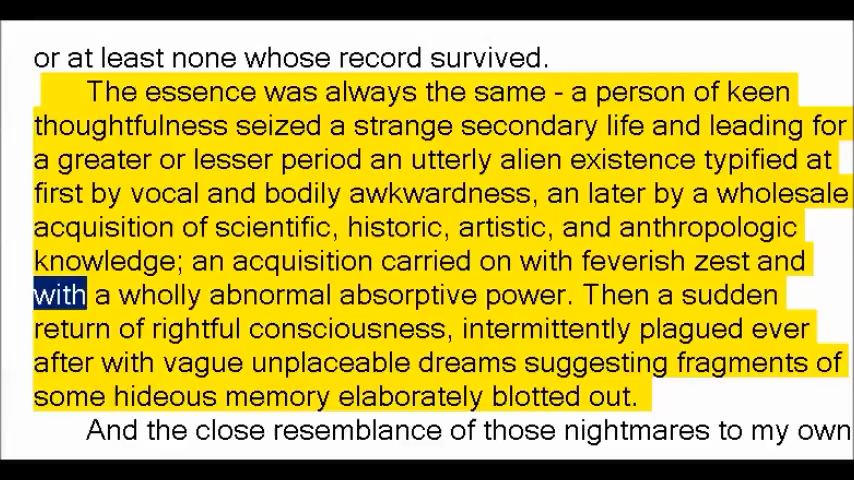 or at least none whose record survived.
The essence was always the same - a person of keen
thoughtfulness seized a strange secondary life and leading for
a greater or lesser period an utterly alien existence typified at
first by vocal and bodily awkwardness, an later by a wholesale
acquisition of scientific, historic, artistic, and anthropologic
knowledge; an acquisition carried on with feverish zest and
with a wholly abnormal absorptive power. Then a sudden
return of rightful consciousness, intermittently plagued ever
after with vague unplaceable dreams suggesting fragments of
some hideous memory elaborately blotted out.
And the close resemblance of those nightmares to my own